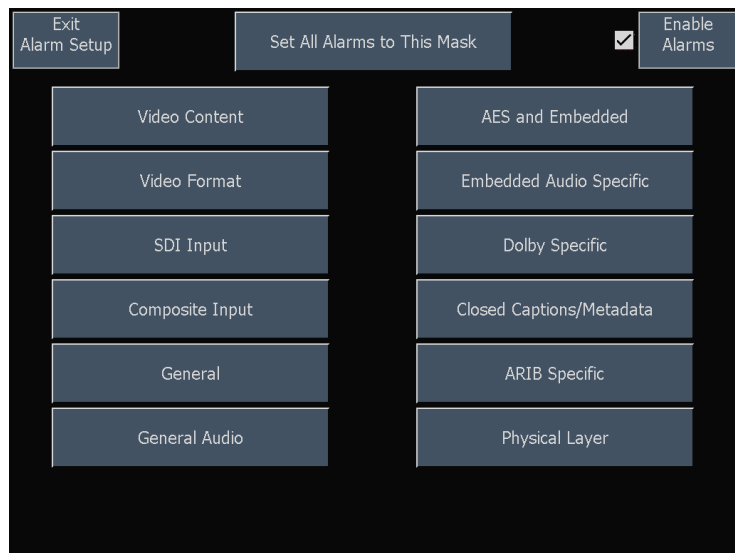 Exit
Alarm Setup
Set All Alarms to This Mask
Enable
Alarms
Video Content
AES and Embedded
Video Format
Embedded Audio Specific
SDI Input
Dolby Specific
Composite Input
Closed Captions/Metadata
General
ARIB Specific
General Audio
Physical Layer